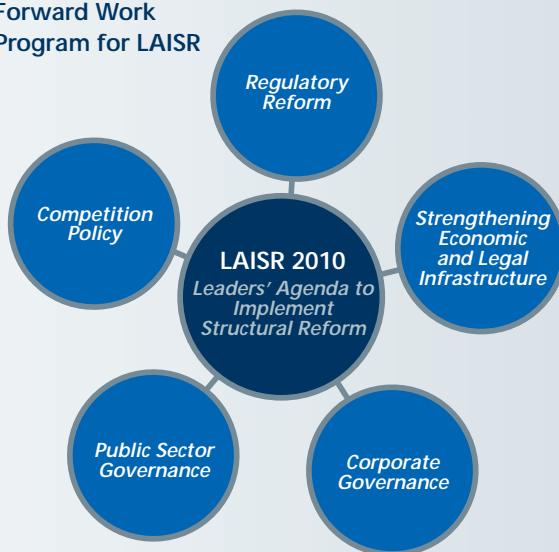 Forward Work
Program for LAISR
Regulatory
Reform
Competition
Policy
Strengthening
Economic
and Legal
Infrastructure
LAISR 2010
Leaders' Agenda to
Implement
Structural Reform
Public Sector
Governance
Corporate
Governance